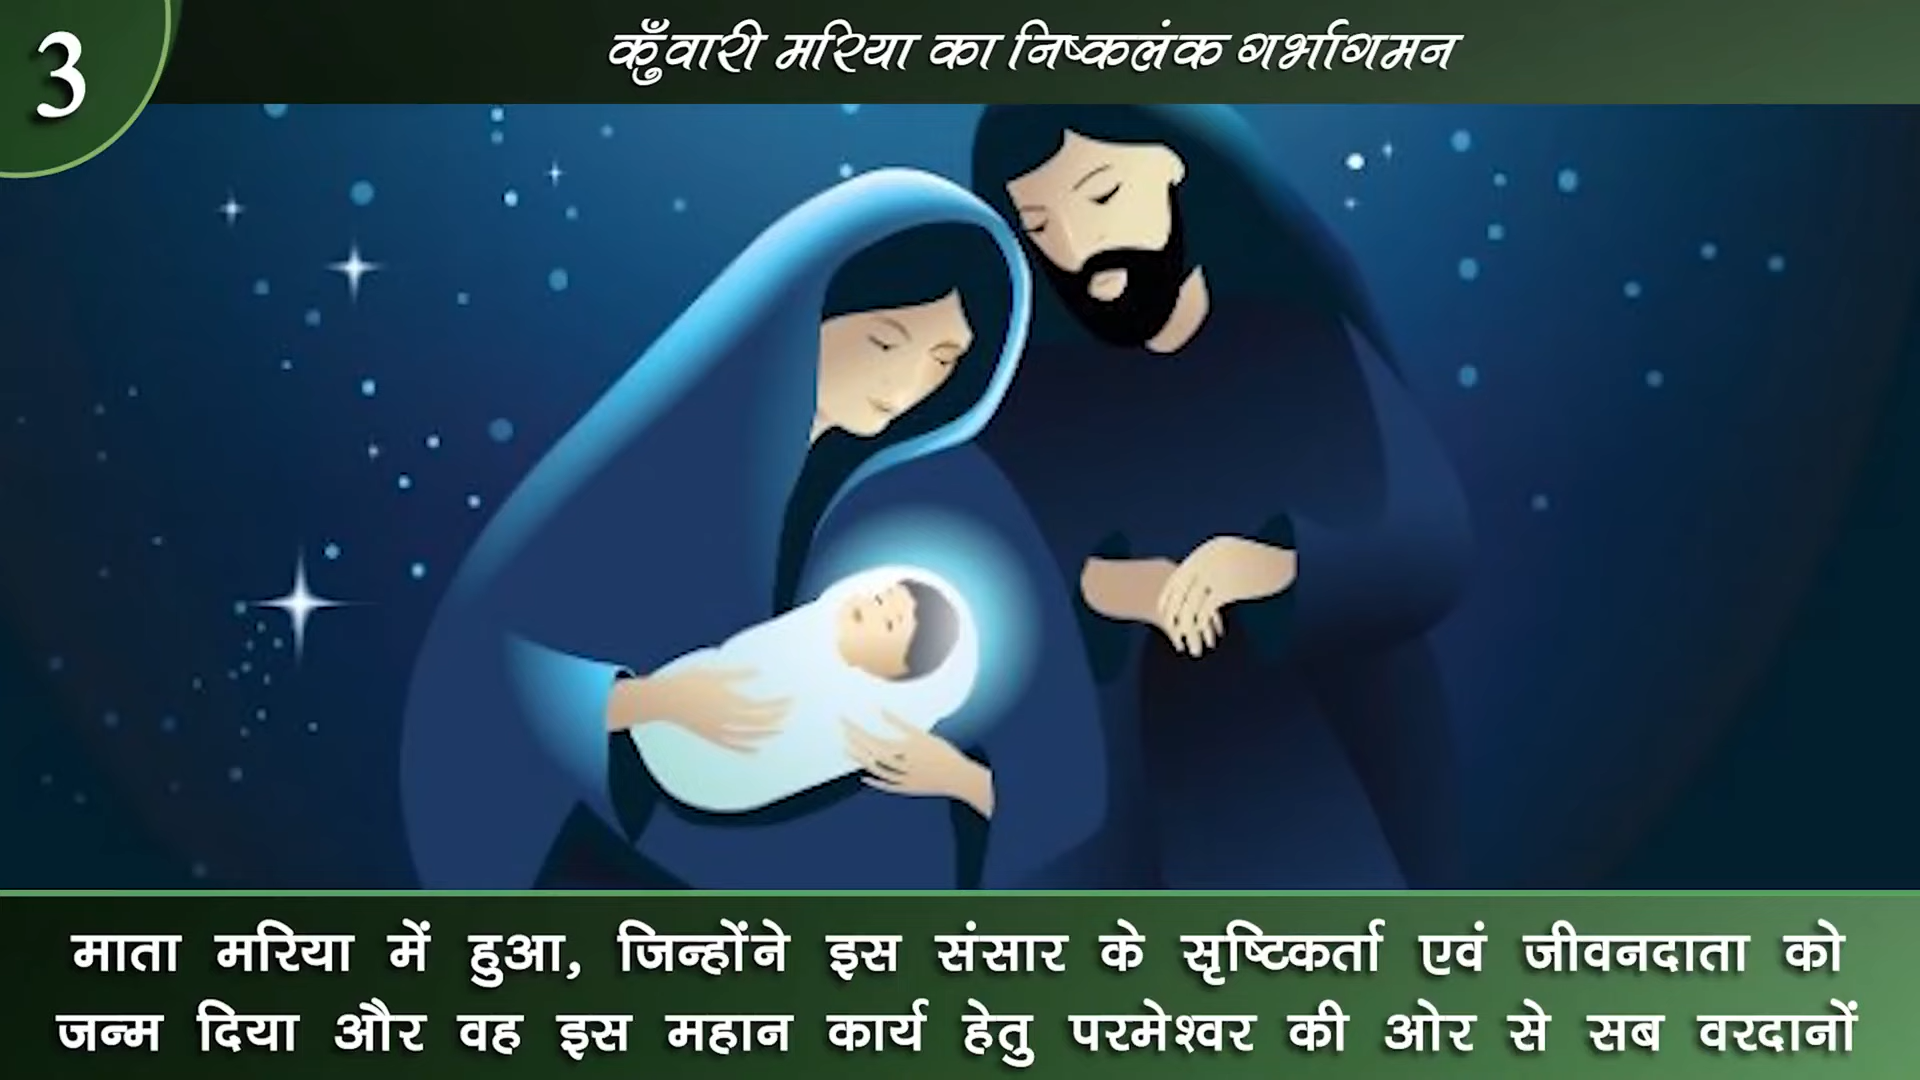 3
कुँवारी मरिया का निष्कलंक गर्भागमन
माता मरिया में हुआ, जिन्होंने इस संसार के सृष्टिकर्ता एवं जीवनदाता को
जन्म दिया और वह इस महान कार्य हेतु परमेश्वर की ओर से सब वरदानों